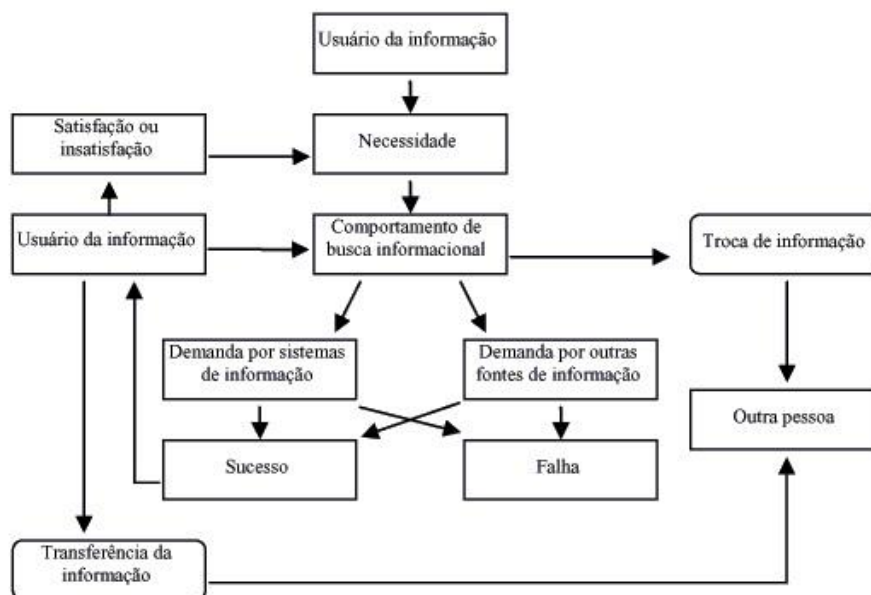 Usuário da informação
Satisfação ou
insatisfação
Necessidade
Usuário da informação
Comportamento de
busca informacional
Troca de informação
Demanda por sistemas
de informação
Demanda por outras
fontes de informação
Outra pessoa
Sucesso
Falha
Transferência da
informação